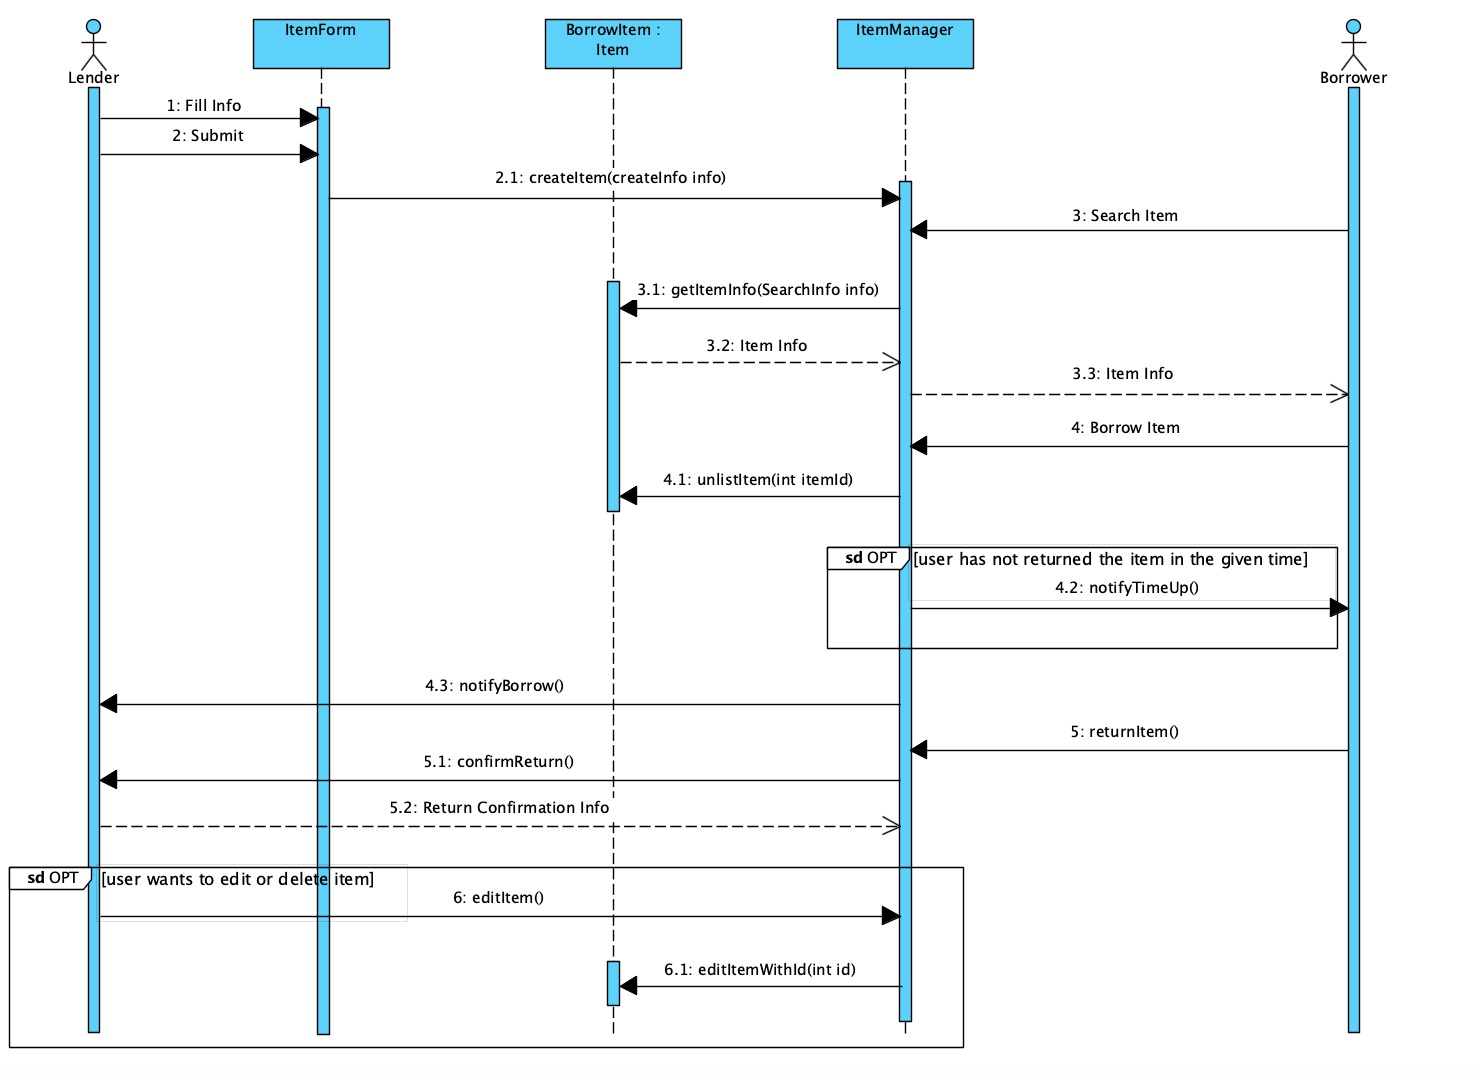 ItemForm
BorrowItem :
Item
ItemManager
Lender
Borrower
1: Fill Info
2: Submit
2.1: createItem(createInfo info)
3: Search Item
3.1: getItemInfo(SearchInfo info)
3.2: Item Info
3.3: Item Info
4: Borrow Item
4.1: unlistItem(int itemId)
sd OPT [user has not returned the item in the given time]
4.2: notifyTimeUp()
4.3: notifyBorrow()
5: returnItem()
5.1: confirmReturn()
5.2: Return Confirmation Info
sd OPT [user wants to edit or delete item]
6: editItem()
6.1: editItemWithId(int id)